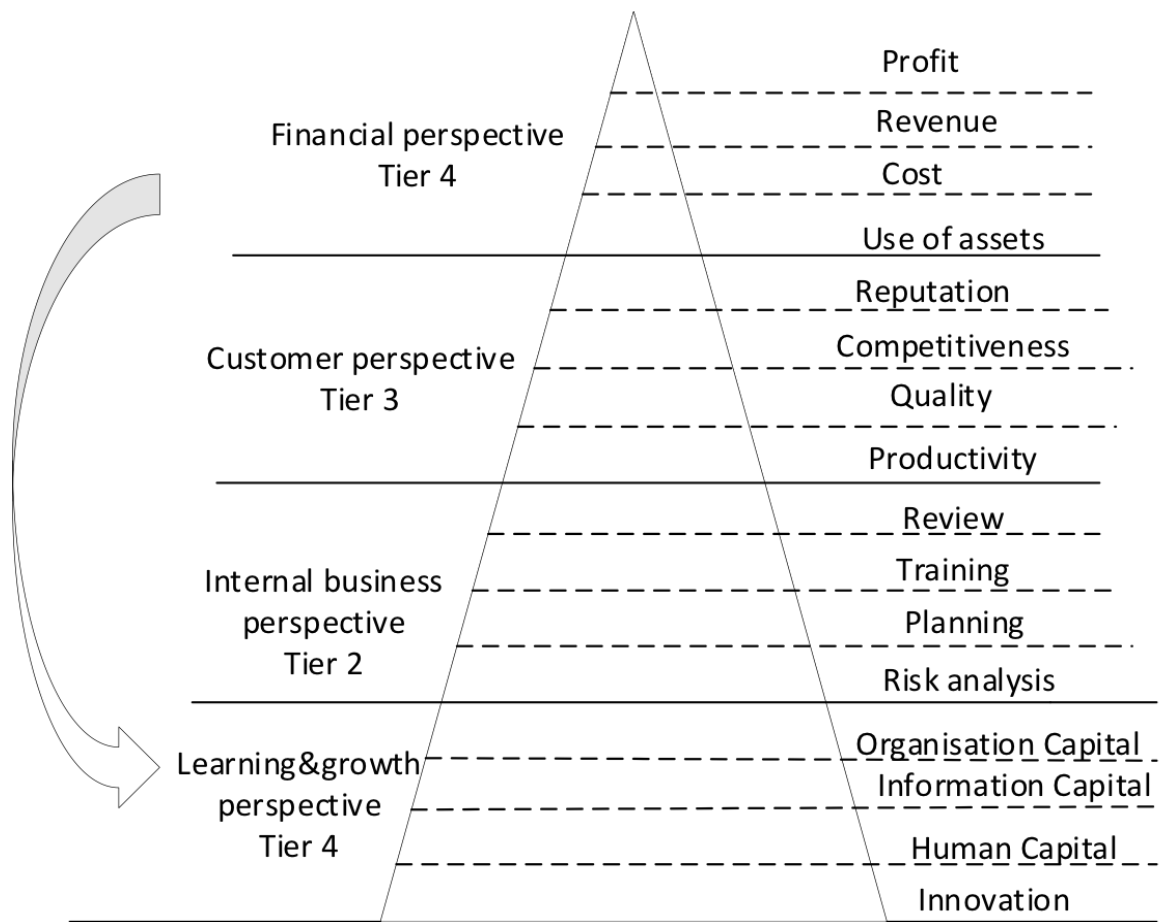 Profit
Financial perspective
Tier 4
Revenue
Cost
Use of assets
Customer perspective
Tier 3
Reputation
Competitiveness
Quality
Productivity
Internal business
perspective
Tier 2
Review
Training
Planning
Risk analysis
Learning&growth
perspective
Tier 4
Organisation Capital
Information Capital
Human Capital
Innovation